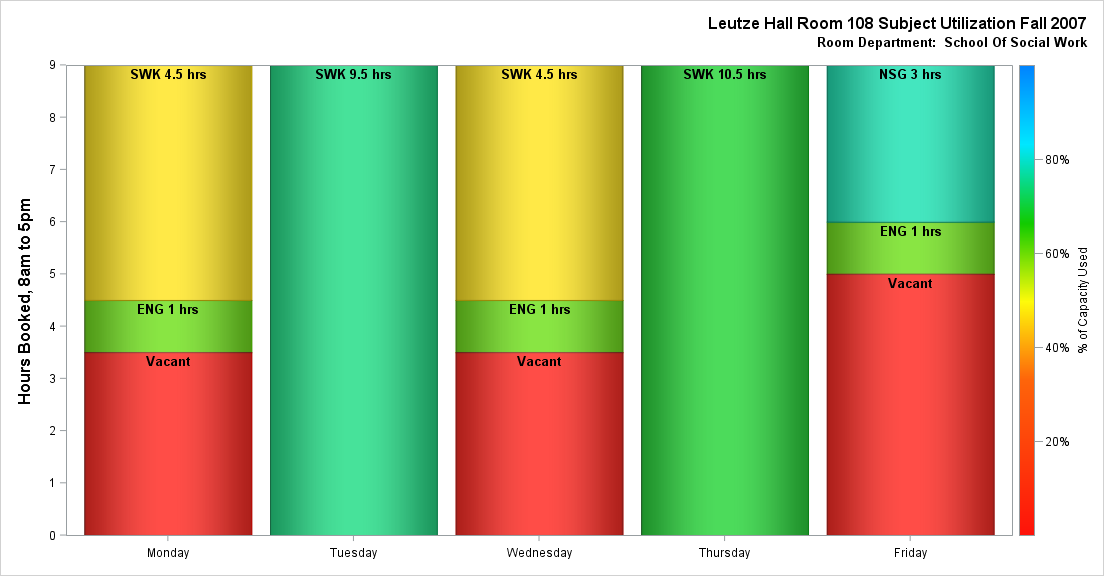 Leutze Hall Room 108 Subject Utilization Fall 2007
Room Department: School Of Social Work
Hours Booked, 8am to 5pm
9
8
7
6
5
4
3
2
1
0
SWK 4.5 hrs
ENG 1 hrs
Vacant
SWK 9.5 hrs
SWK 4.5 hrs
ENG 1 hrs
Vacant
SWK 10.5 hrs
NSG 3 hrs
ENG 1 hrs
Vacant
Monday
Tuesday
Wednesday
Thursday
Friday
80%
60%
40%
20%
% of Capacity Used